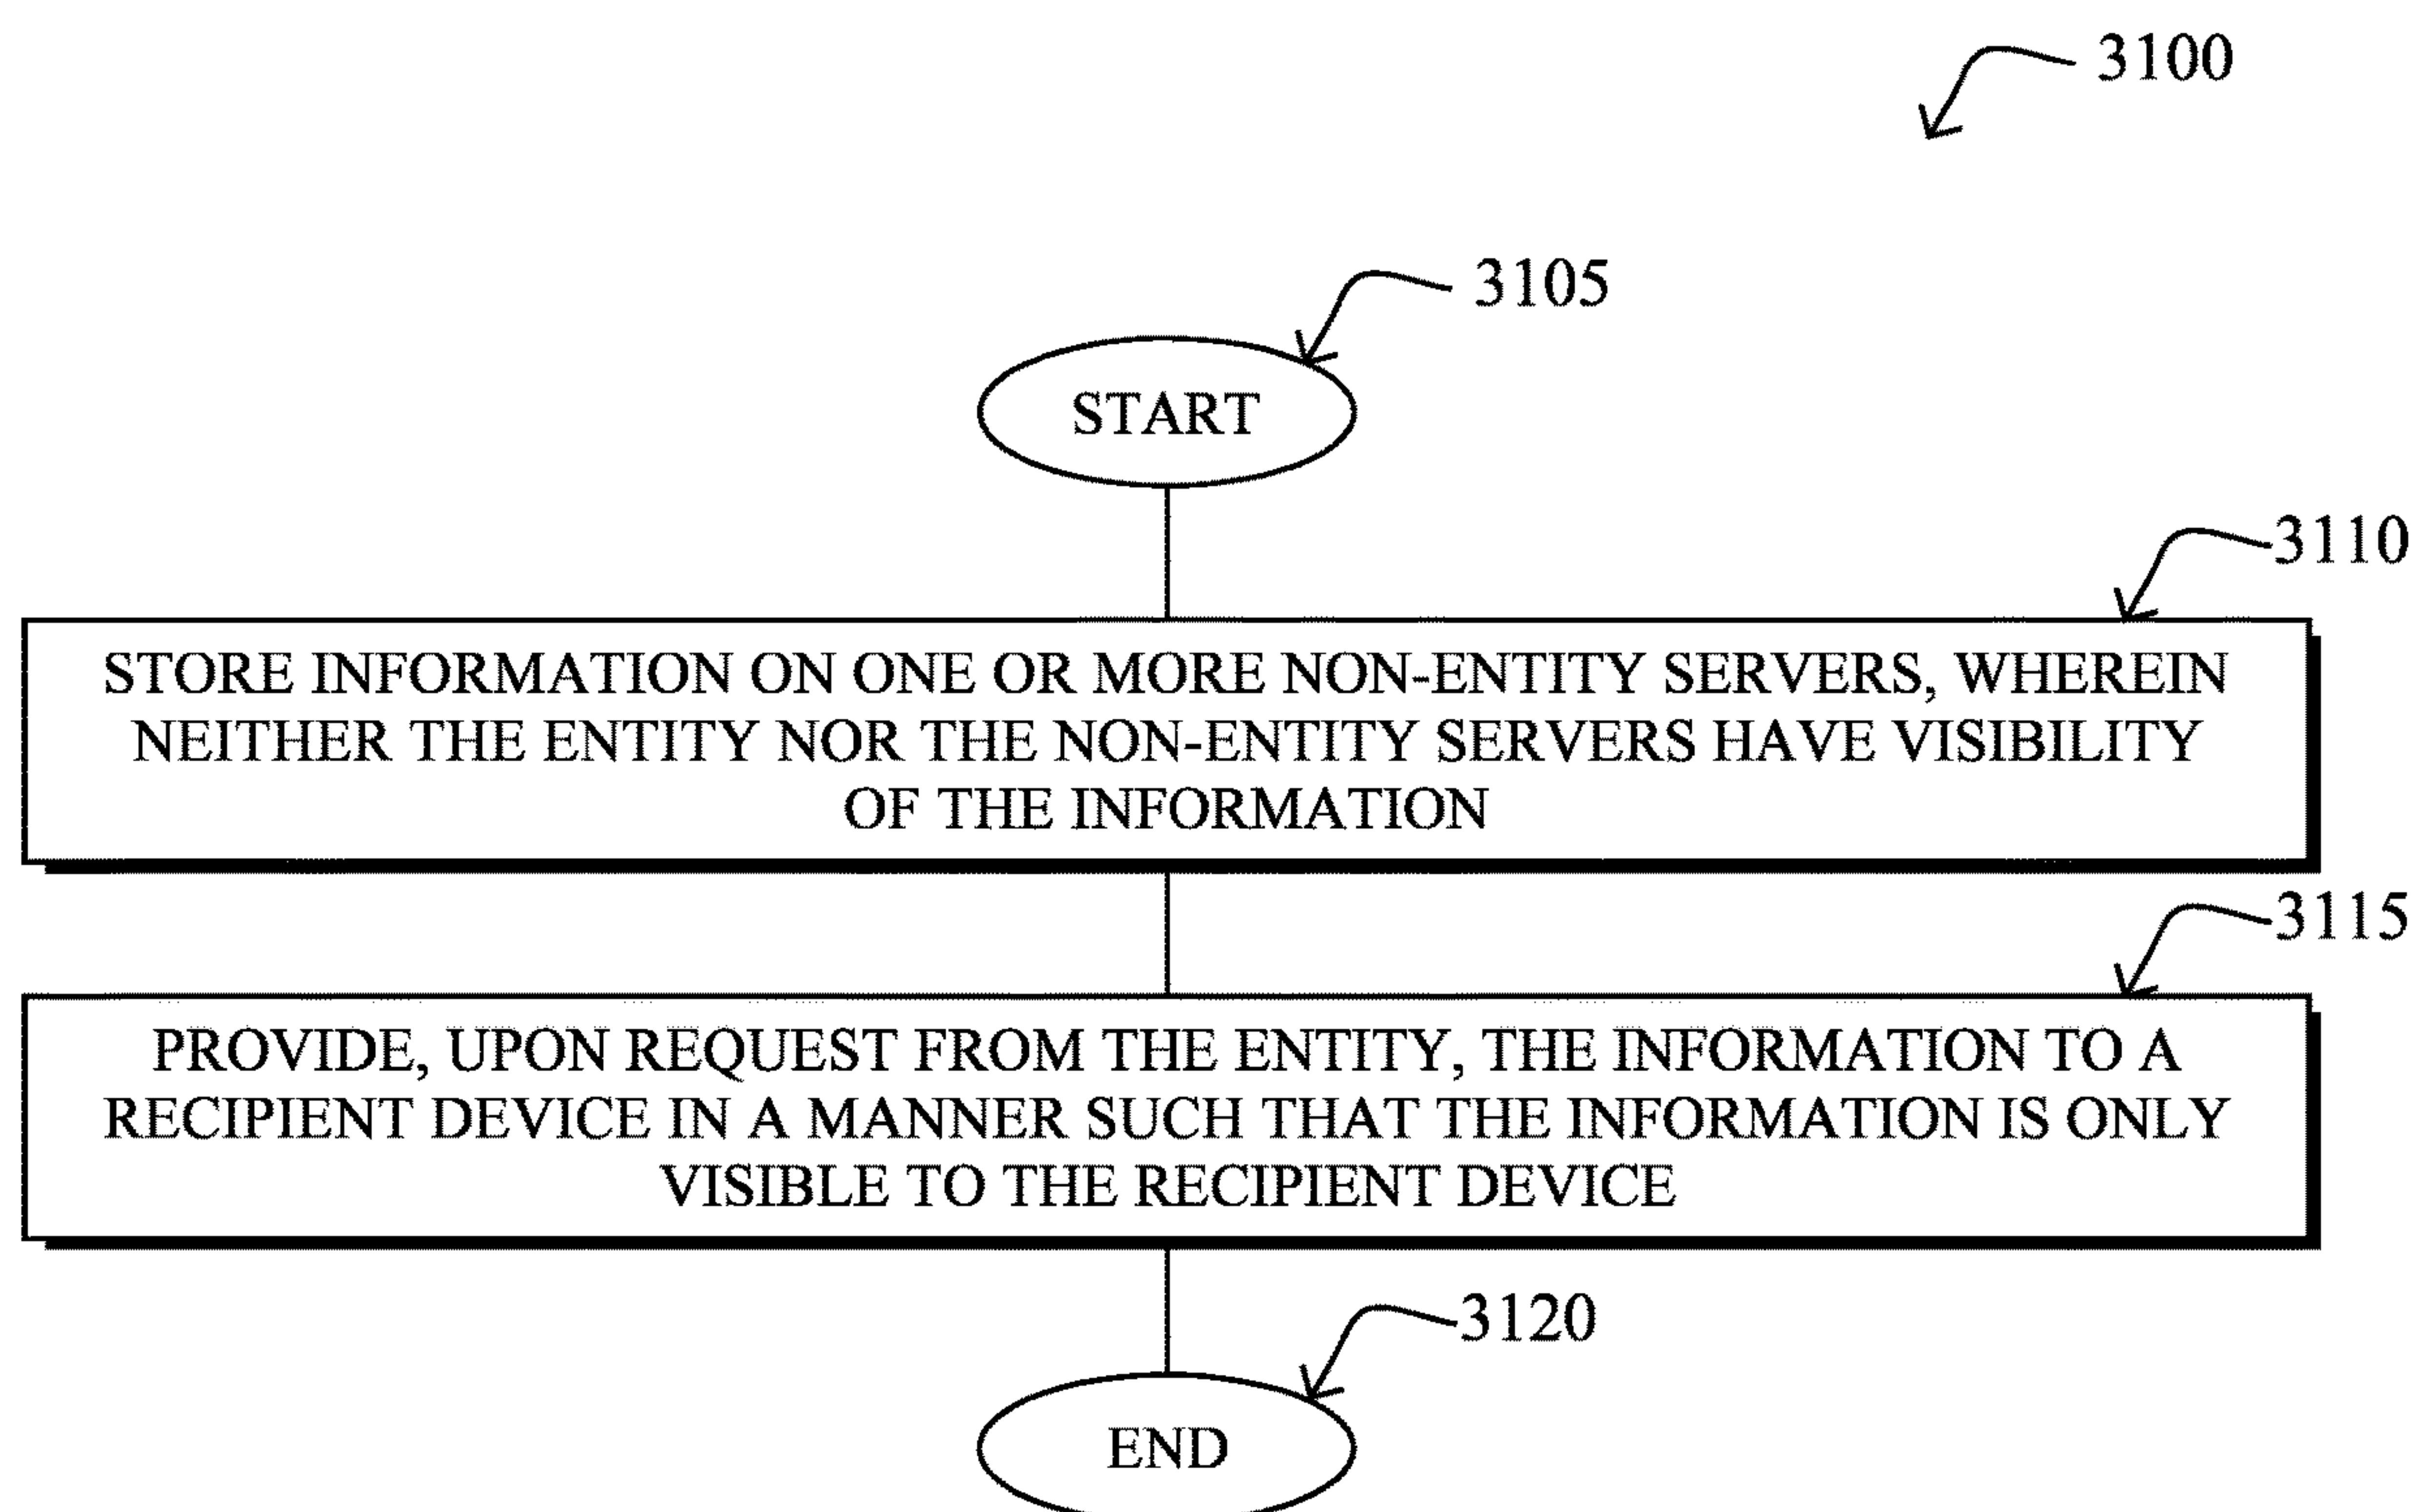 3100
3105
START
3110
STORE INFORMATION ON ONE OR MORE NON-ENTITY SERVERS, WHEREIN
NEITHER THE ENTITY NOR THE NON-ENTITY SERVERS HAVE VISIBILITY
OF THE INFORMATION
3115
PROVIDE, UPON REQUEST FROM THE ENTITY, THE INFORMATION TO A
RECIPIENT DEVICE IN A MANNER SUCH THAT THE INFORMATION IS ONLY
VISIBLE TO THE RECIPIENT DEVICE
3120
END